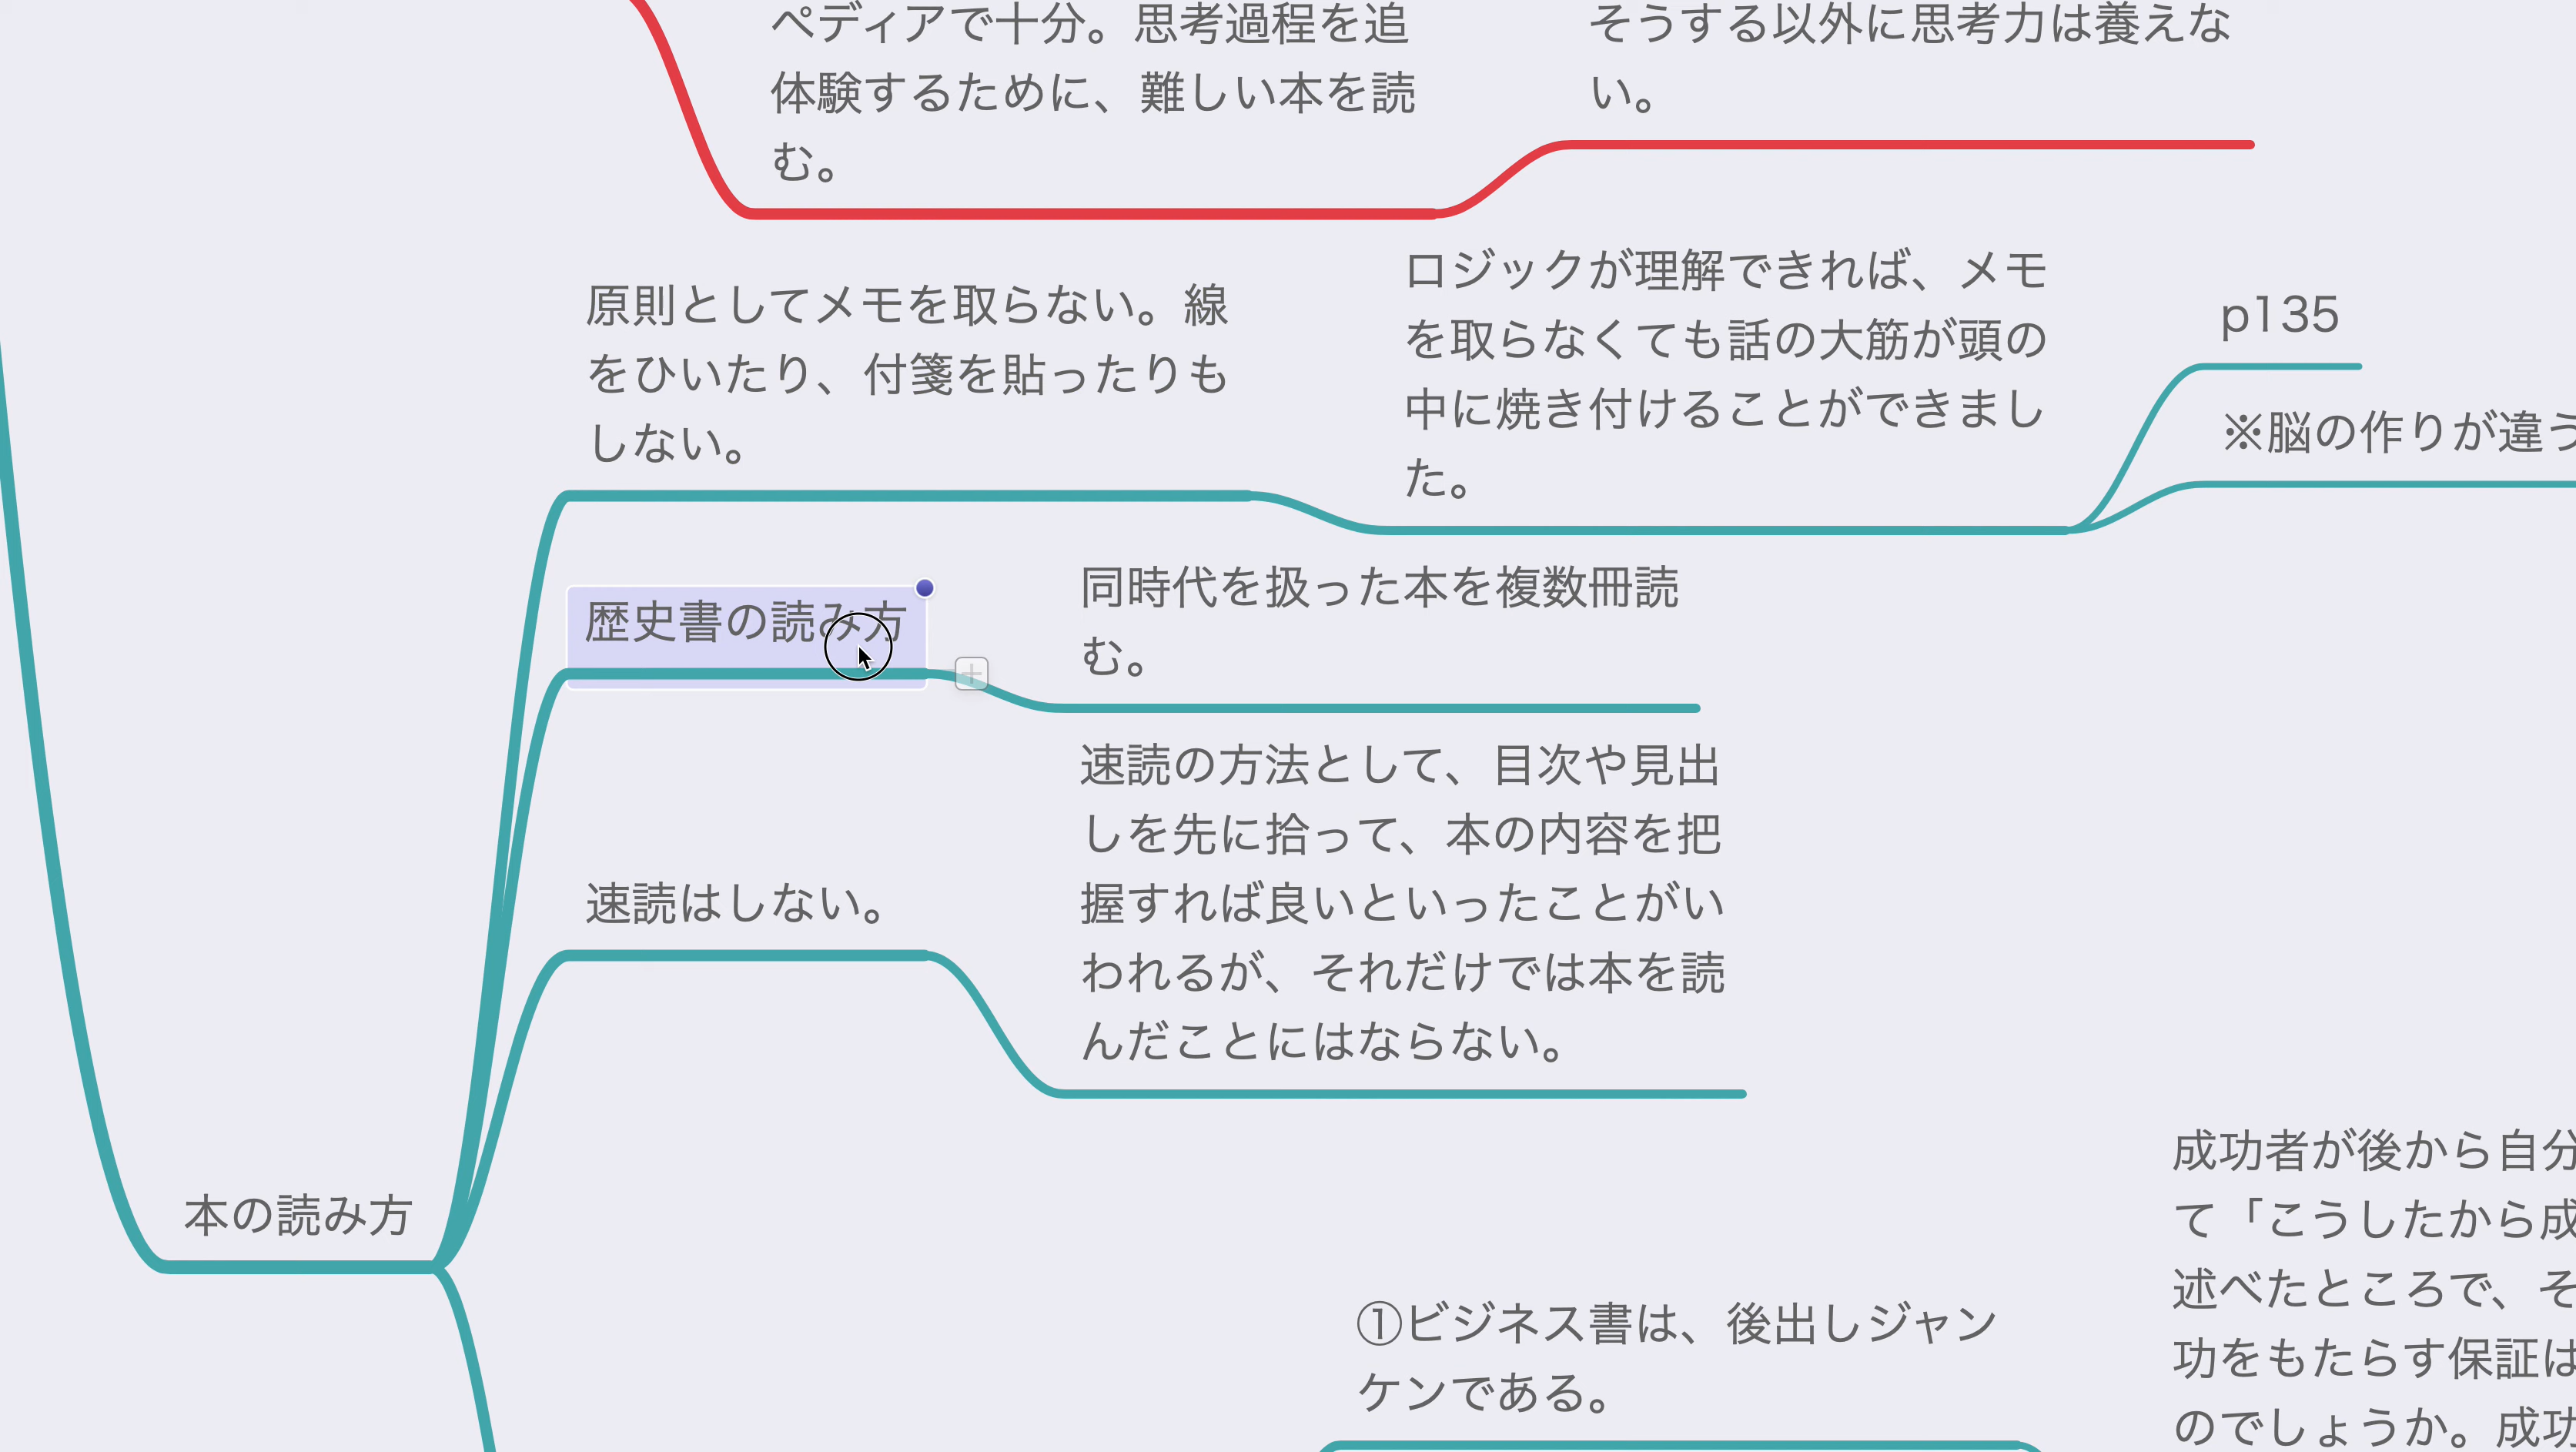 ペディアで十分。思考過程を追
体験するために、難しい本を読
む。
そうする以外に思考力は養えな
い。
原則としてメモを取らない。線
をひいたり、付箋を貼ったりも
しない。
ロジックが理解できれば、メモ
を取らなくても話の大筋が頭の
中に焼き付けることができまし
た。
p135
※脳の作りが違う
歴史書の読み方
同時代を扱った本を複数冊読
む。
速読はしない。
速読の方法として、目次や見出
しを先に拾って、本の内容を把
握すれば良いといったことがい
われるが、それだけでは本を読
んだことにはならない。
本の読み方
①ビジネス書は、後出しジャン
ケンである。
成功者が後から自分
て「こうしたから成
述べたところで、そ
功をもたらす保証は
のでしょうか。成功